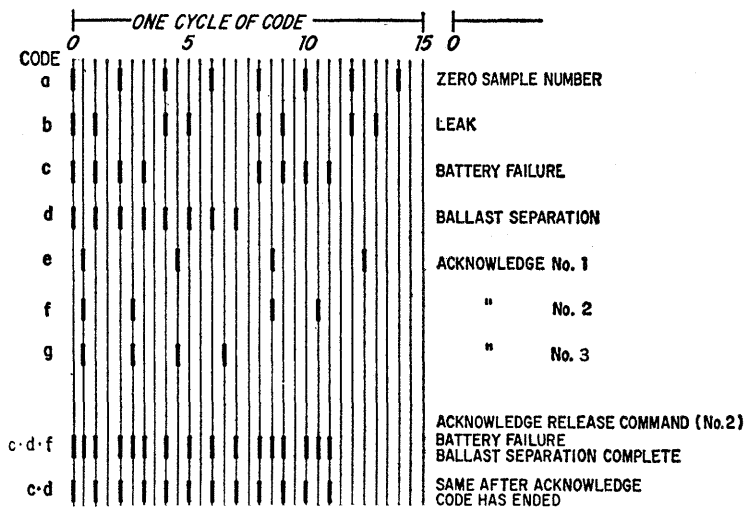 ONE CYCLE OF CODE
0 5 10 15 0
CODE
a ZERO SAMPLE NUMBER
b LEAK
c BATTERY FAILURE
d BALLAST SEPARATION
e ACKNOWLEDGE No. 1
f " No. 2
g " No. 3
ACKNOWLEDGE RELEASE COMMAND (No.2)
c·d·f BATTERY FAILURE
BALLAST SEPARATION COMPLETE
c·d SAME AFTER ACKNOWLEDGE
CODE HAS ENDED